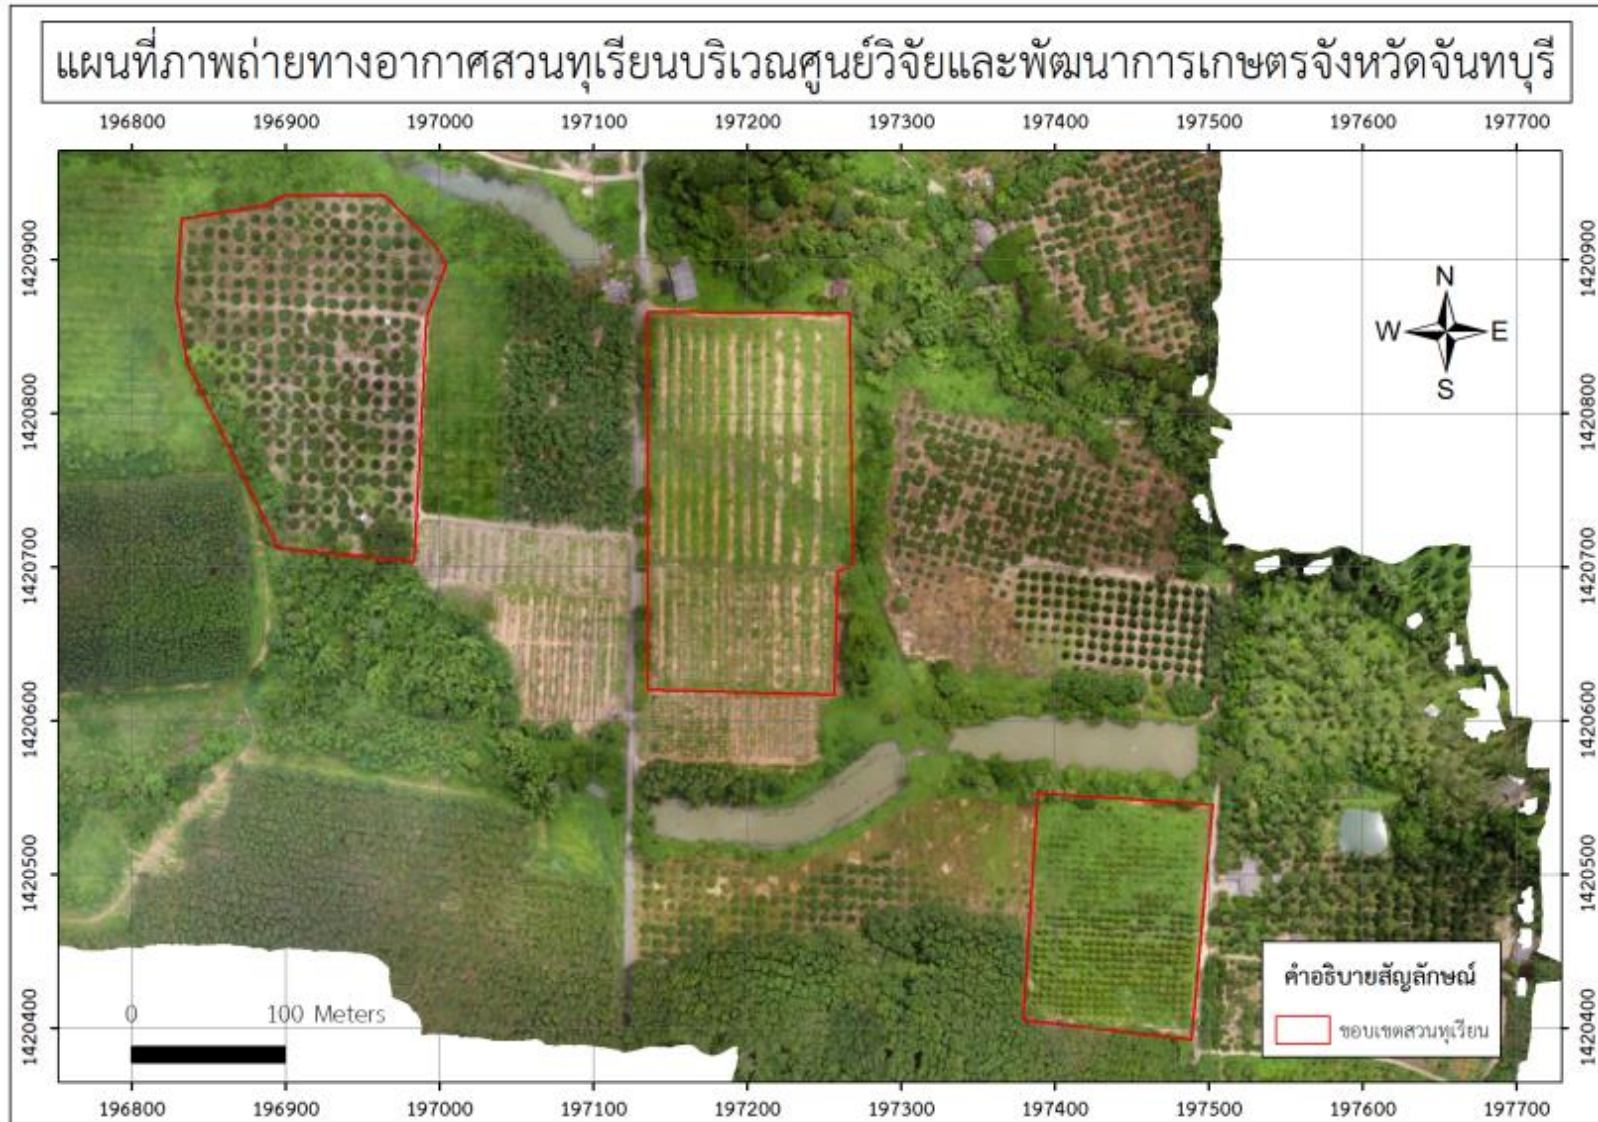 แผนที่ภาพถ่ายทางอากาศสวนทุเรียนบริเวณศูนย์วิจัยและพัฒนาการเกษตรจังหวัดจันทบุรี
196800 196900 197000 197100 197200 197300 197400 197500 197600 197700
1420900 1420900
N
W E
S
1420800 1420800
1420700 1420700
1420600 1420600
1420500 1420500
คำอธิบายสัญลักษณ์
ขอบเขตสวนทุเรียน
0 100 Meters
1420400 1420400
196800 196900 197000 197100 197200 197300 197400 197500 197600 197700